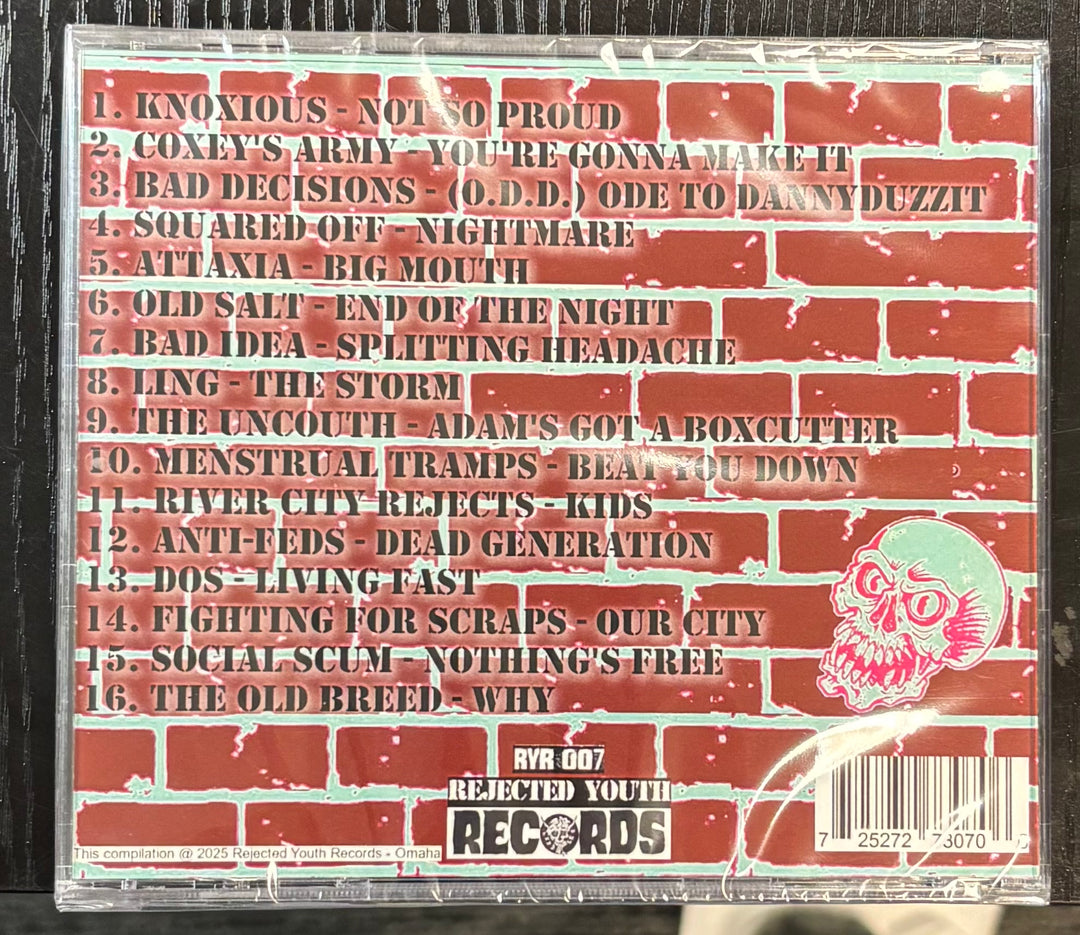 1. KNOXIOUS - NOT SO PROUD
2. COXEY'S ARMY - YOU'RE GONNA MAKE IT
3. BAD DECISIONS - (O.D.D.) ODE TO DANNYDUZZIT
4. SQUARED OFF - NIGHTMARE
5. ATTAXIA - BIG MOUTH
6. OLD SALT - END OF THE NIGHT
7. BAD IDEA - SPLITTING HEADACHE
8. LING - THE STORM
9. THE UNCOUTH - ADAM'S GOT A BOXCUTTER
10. MENSTRUAL TRAMPS - BEAT YOU DOWN
11. RIVER CITY REJECTS - KIDS
12. ANTI-FEDS - DEAD GENERATION
13. DOS - LIVING FAST
14. FIGHTING FOR SCRAPS - OUR CITY
15. SOCIAL SCUM - NOTHING'S FREE
16. THE OLD BREED - WHY
RYR 007
REJECTED YOUTH
RECORDS
This compilation @ 2025 Rejected Youth Records - Omaha
7 25272 73070